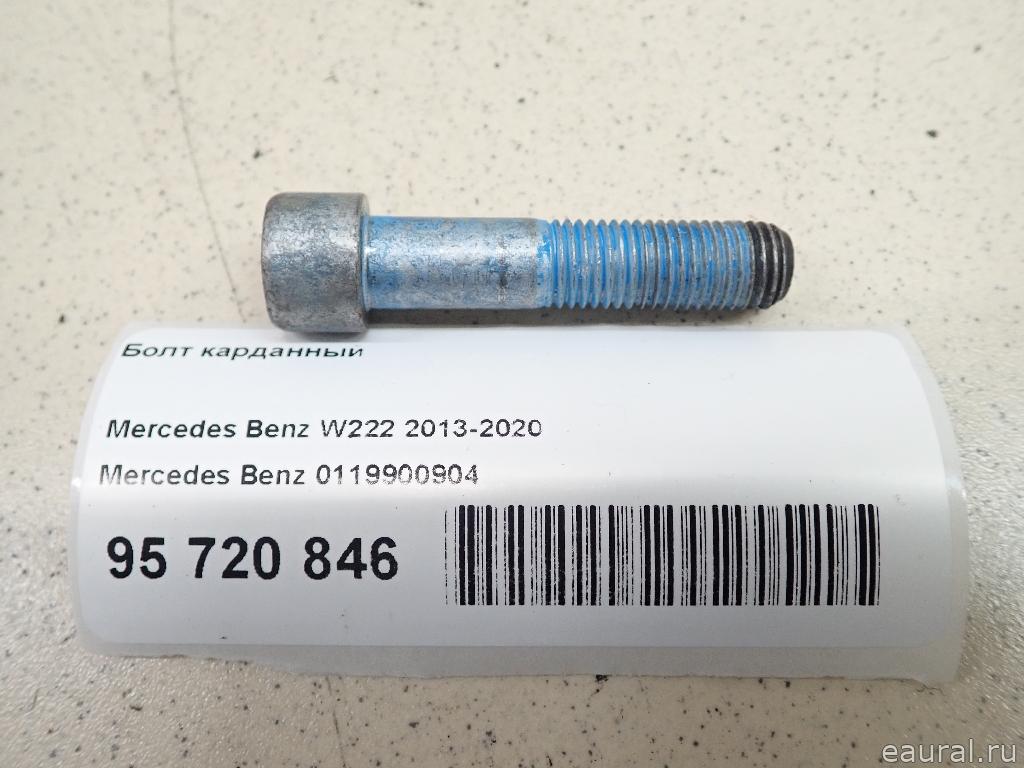 Болт карданный
Mercedes Benz W222 2013-2020
Mercedes Benz 0119900904
95 720 846
eaural.ru